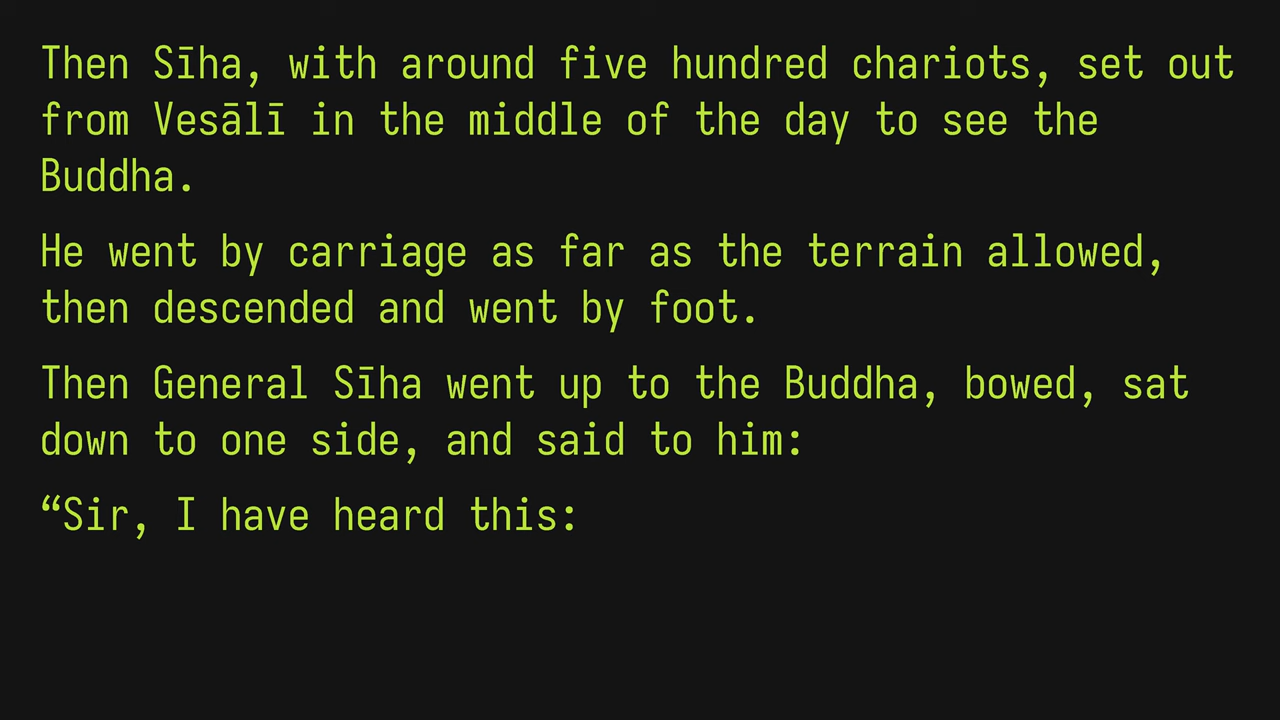 Then Sīha, with around five hundred chariots, set out
from Vesālī in the middle of the day to see the
Buddha.
He went by carriage as far as the terrain allowed,
then descended and went by foot.
Then General Sīha went up to the Buddha, bowed, sat
down to one side, and said to him:
“Sir, I have heard this: